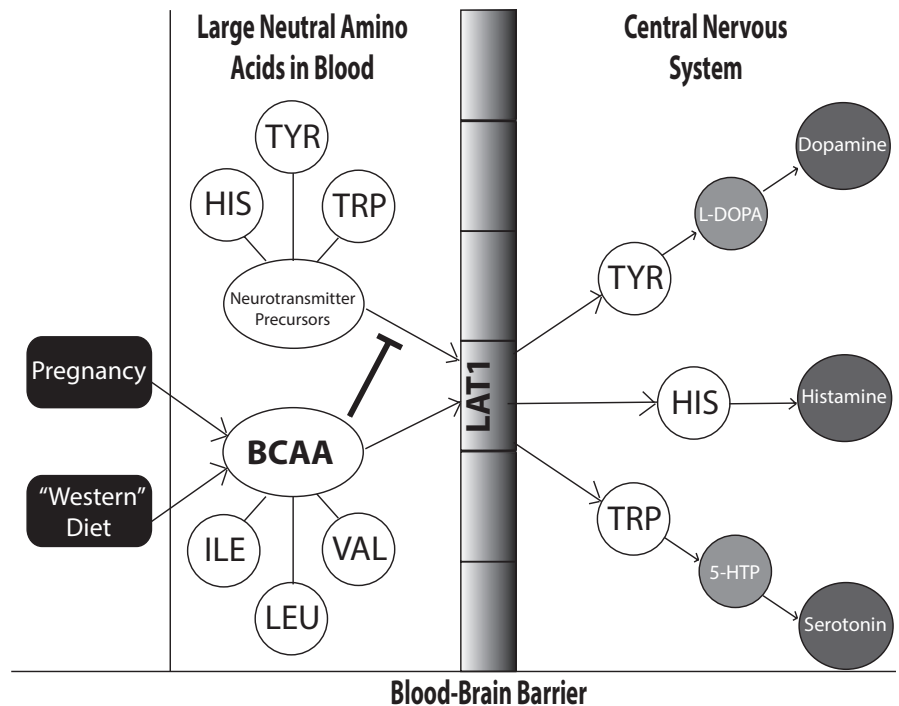 Large Neutral Amino
Acids in Blood
Central Nervous
System
TYR
HIS
TRP
Neurotransmitter
Precursors
Pregnancy
BCAA
"Western"
Diet
ILE
VAL
LEU
LAT1
Dopamine
L-DOPA
TYR
HIS
Histamine
TRP
5-HTP
Serotonin
Blood-Brain Barrier